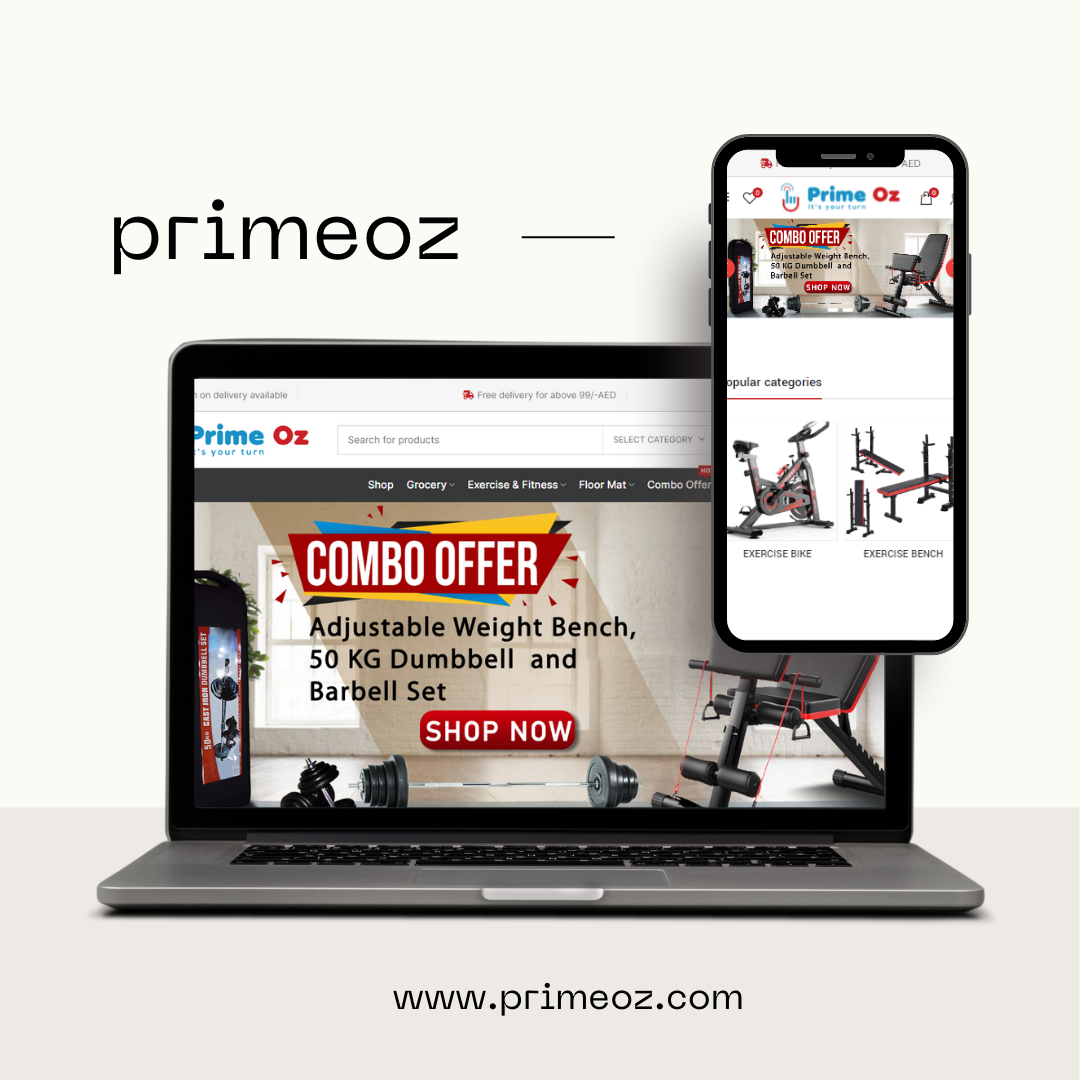 primeoz
n on delivery available
Free delivery for above 99/-AED
Prime Oz
it's your turn
Search for products
SELECT CATEGORY
HO
Shop
Grocery
Exercise & Fitness
Floor Mat
Combo Offer
COMBO OFFER
Adjustable Weight Bench,
50 KG Dumbbell and
Barbell Set
SHOP NOW
50KG CAST IRON DUMBBELL SET
AED
0
Prime Oz
it's your turn
0
COMBO OFFER
Adjustable Weight Bench,
50 KG Dumbbell and
Barbell Set
SHOP NOW
opular categories
EXERCISE BIKE
EXERCISE BENCH
www.primeoz.com